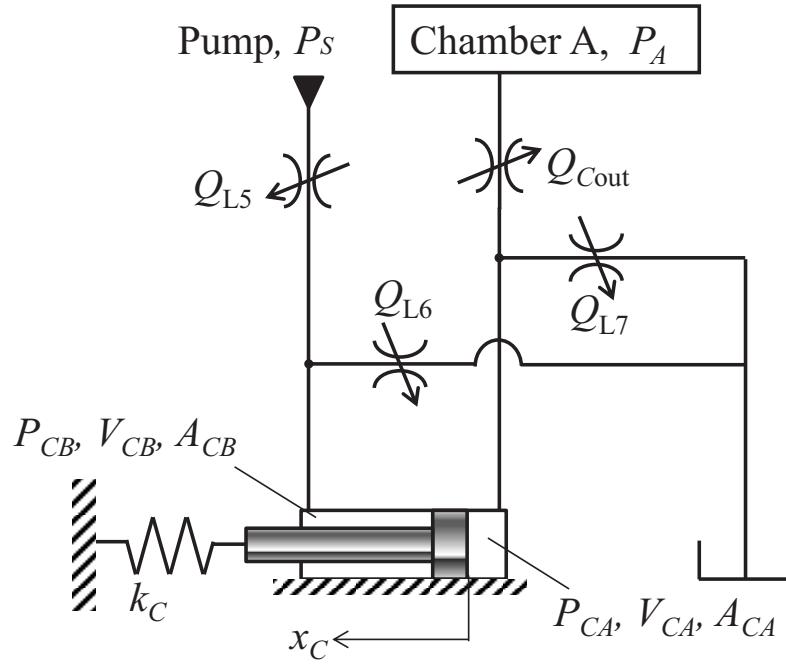 Pump, PS
Chamber A, PA
QL5
QCout
QL6
QL7
PCB, VCB, ACB
kC
PCA, VCA, ACA
xC